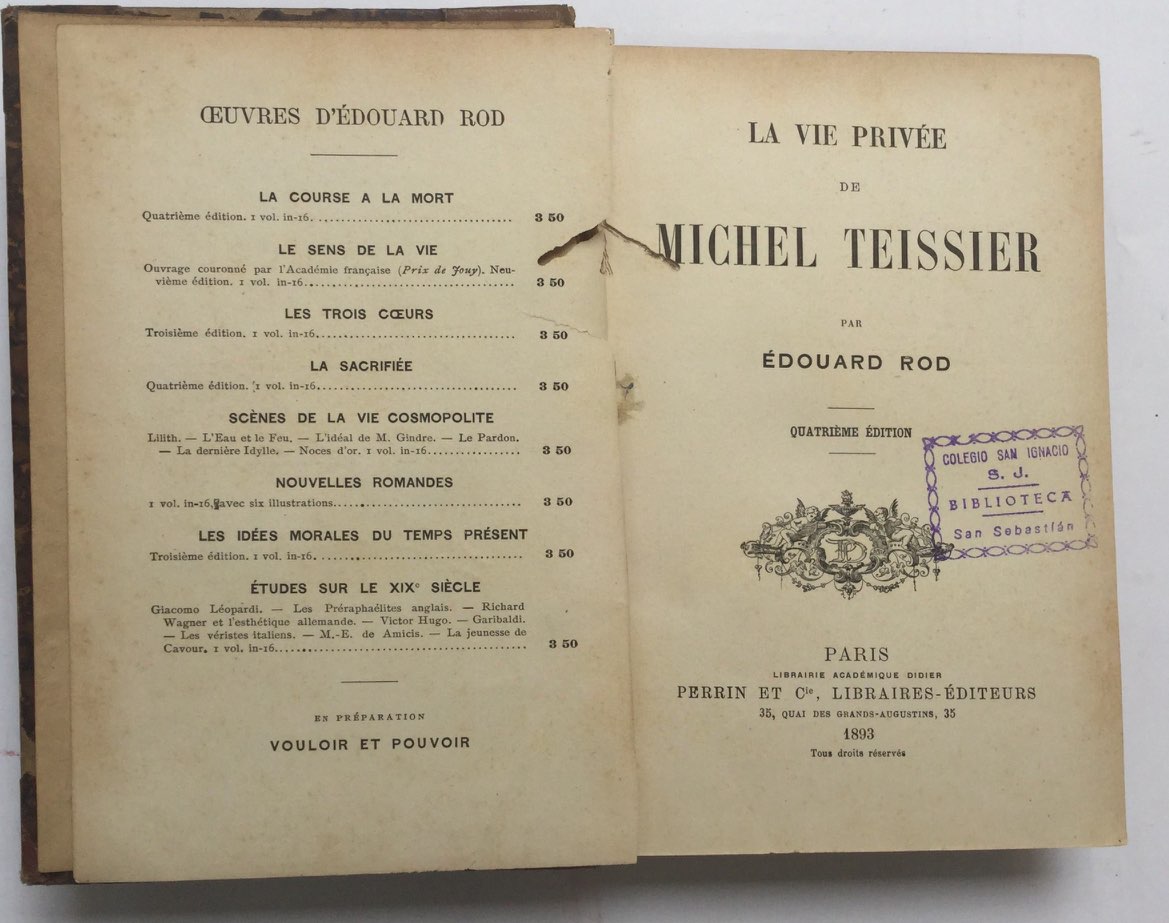 ŒUVRES D'ÉDOUARD ROD
LA COURSE A LA MORT
Quatrième édition. 1 vol. in-16. ................................ 3 50
LE SENS DE LA VIE
Ouvrage couronné par l'Académie française (Prix de Jouy). Neu-
vième édition. 1 vol. in-16................................ 3 50
LES TROIS CŒURS
Troisième édition. 1 vol. in-16................................ 3 50
LA SACRIFIÉE
Quatrième édition. 1 vol. in-16................................ 3 50
SCÈNES DE LA VIE COSMOPOLITE
Lilith. — L'Eau et le Feu. — L'idéal de M. Gindre. — Le Pardon.
— La dernière Idylle. — Noces d'or. 1 vol. in-16............... 3 50
NOUVELLES ROMANDES
1 vol. in-16, avec six illustrations............................ 3 50
LES IDÉES MORALES DU TEMPS PRÉSENT
Troisième édition. 1 vol. in-16................................ 3 50
ÉTUDES SUR LE XIXe SIÈCLE
Giacomo Léopardi. — Les Préraphaélites anglais. — Richard
Wagner et l'esthétique allemande. — Victor Hugo. — Garibaldi.
— Les véristes italiens. — M.-E. de Amicis. — La jeunesse de
Cavour. 1 vol. in-16................................ 3 50
EN PRÉPARATION
VOULOIR ET POUVOIR
LA VIE PRIVÉE
DE
MICHEL TEISSIER
PAR
ÉDOUARD ROD
QUATRIÈME ÉDITION
COLEGIO SAN IGNACIO
S. J.
BIBLIOTECA
San Sebastián
PARIS
LIBRAIRIE ACADÉMIQUE DIDIER
PERRIN ET Cie, LIBRAIRES-ÉDITEURS
35, QUAI DES GRANDS-AUGUSTINS, 35
1893
Tous droits réservés